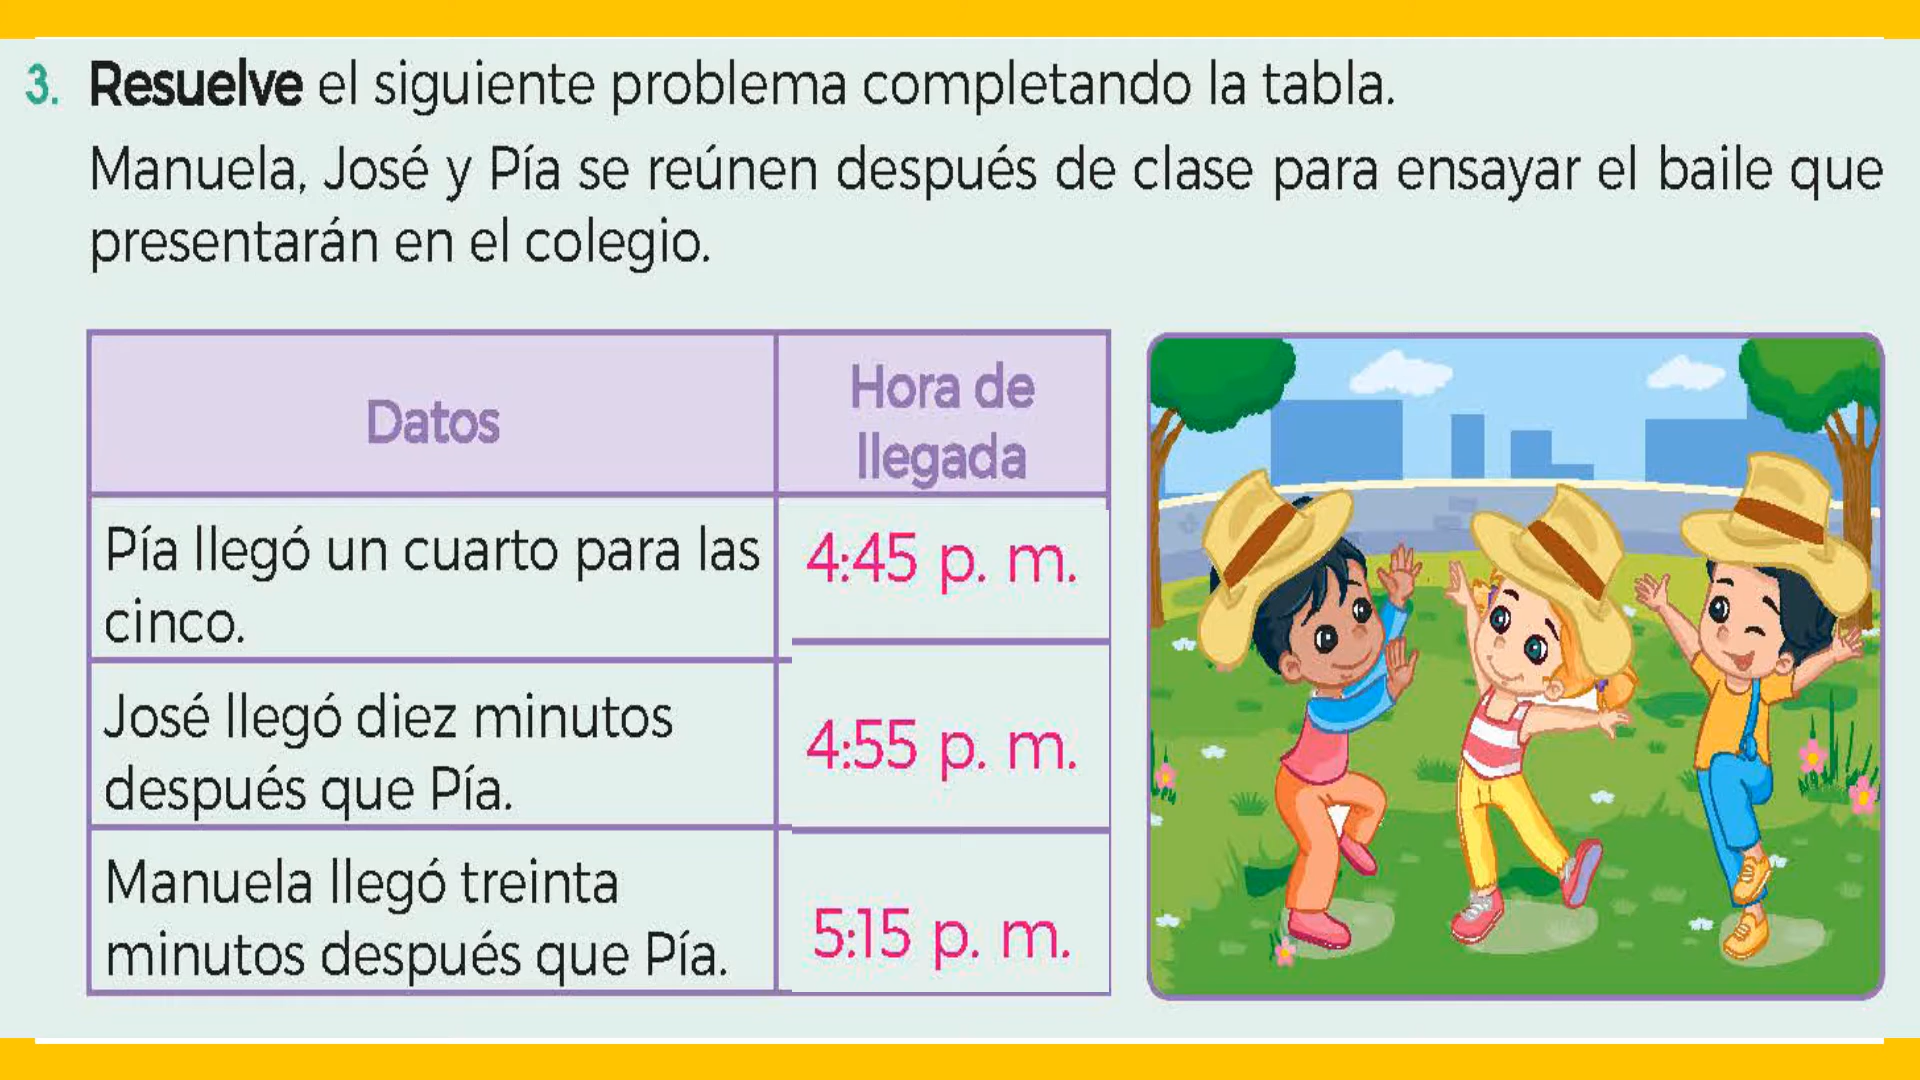 3. Resuelve el siguiente problema completando la tabla.
Manuela, José y Pía se reúnen después de clase para ensayar el baile que
presentarán en el colegio.
Datos
Hora de
llegada
Pía llegó un cuarto para las
cinco.
4:45 p. m.
José llegó diez minutos
después que Pía.
4:55 p. m.
Manuela llegó treinta
minutos después que Pía.
5:15 p. m.